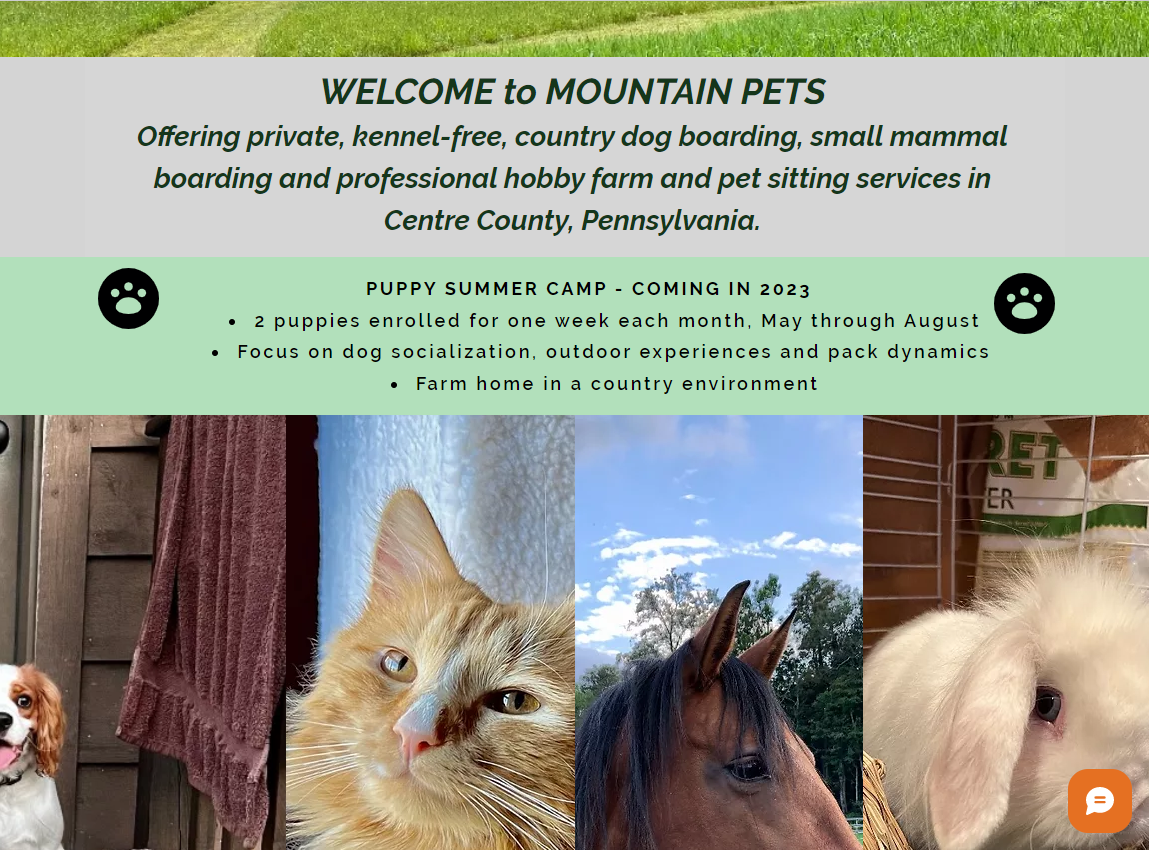 WELCOME to MOUNTAIN PETS
Offering private, kennel-free, country dog boarding, small mammal
boarding and professional hobby farm and pet sitting services in
Centre County, Pennsylvania.
PUPPY SUMMER CAMP - COMING IN 2023
• 2 puppies enrolled for one week each month, May through August
• Focus on dog socialization, outdoor experiences and pack dynamics
• Farm home in a country environment
RET
ER